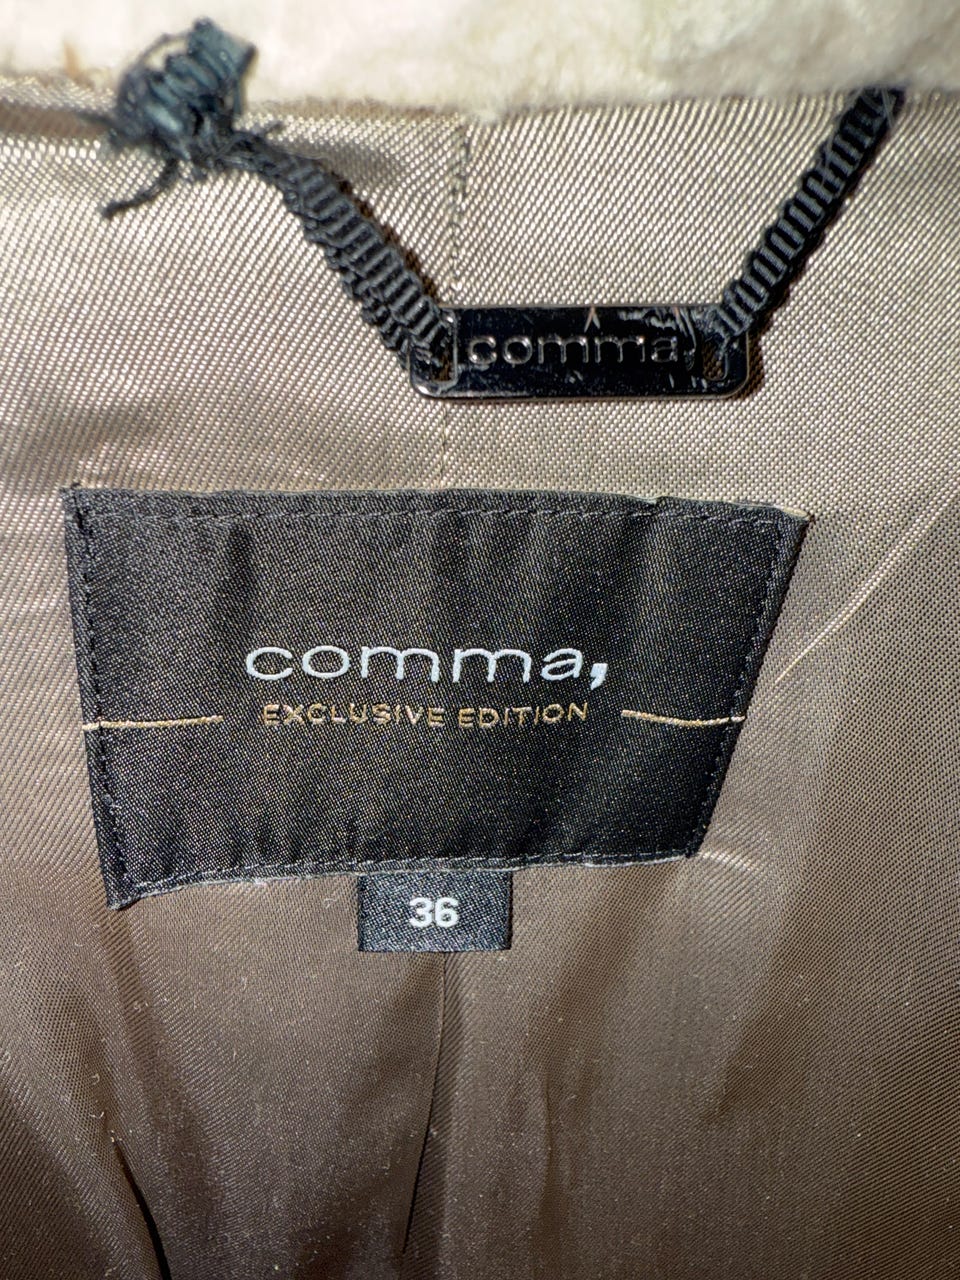 comma,
comma,
EXCLUSIVE EDITION
36